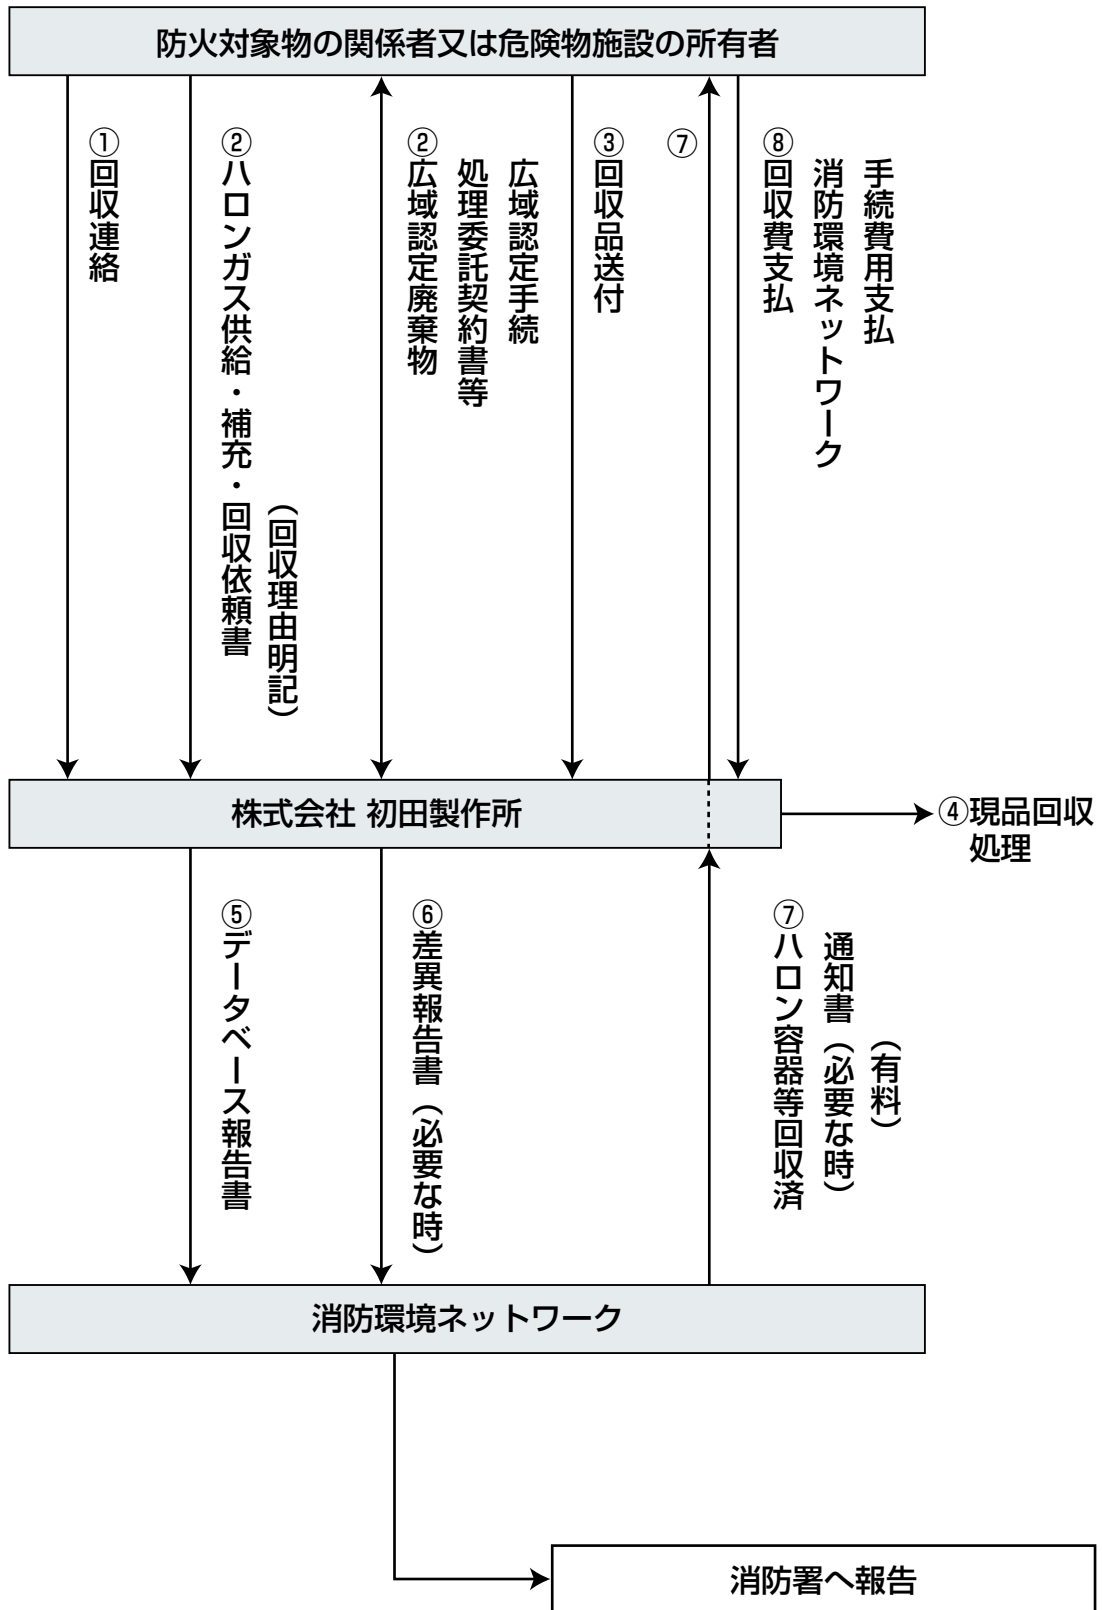 防火対象物の関係者又は危険物施設の所有者
①回収連絡
②ハロンガス供給・補充・回収依頼書
（回収理由明記）
②広域認定廃棄物
処理委託契約書等
広域認定手続
③回収品送付
⑦
⑧回収費支払
消防環境ネットワーク
手続費用支払
株式会社 初田製作所
④現品回収
処理
⑤データベース報告書
⑥差異報告書（必要な時）
⑦ハロン容器等回収済
通知書（必要な時）
（有料）
消防環境ネットワーク
消防署へ報告